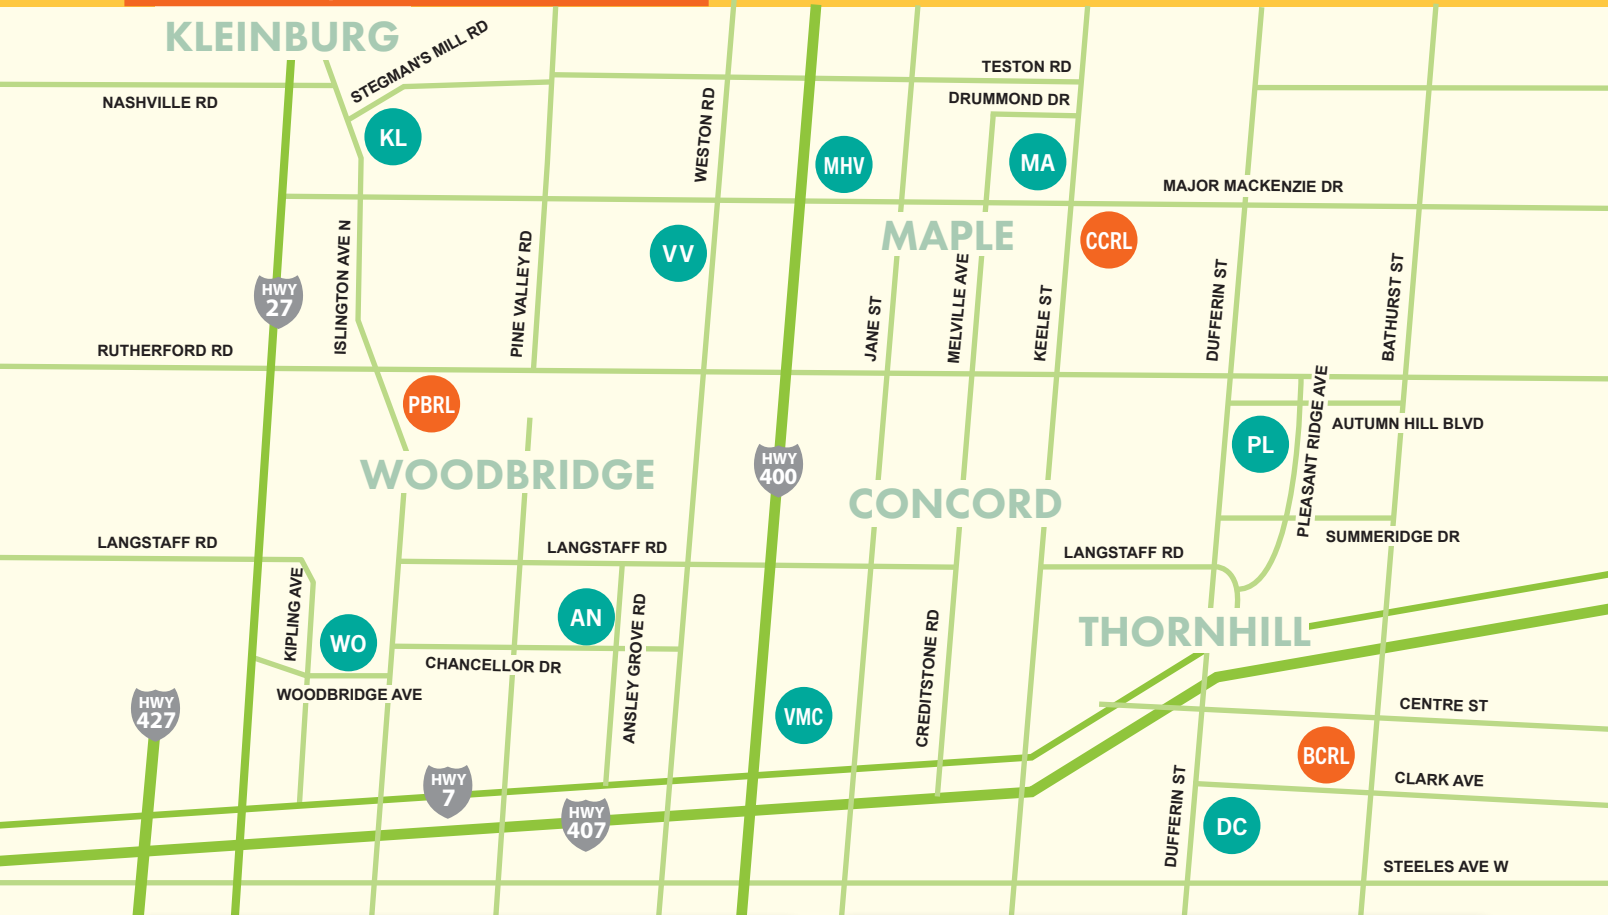 KLEINBURG
STEGMAN'S MILL RD
TESTON RD
NASHVILLE RD
DRUMMOND DR
WESTON RD
KL
MHV
MA
MAJOR MACKENZIE DR
ISLINGTON AVE N
PINE VALLEY RD
VV
MAPLE
CCRL
HWY
27
JANE ST
MELVILLE AVE
KEELE ST
DUFFERIN ST
BATHURST ST
RUTHERFORD RD
PBRL
PLEASANT RIDGE AVE
AUTUMN HILL BLVD
PL
WOODBRIDGE
HWY
400
CONCORD
SUMMERIDGE DR
LANGSTAFF RD
LANGSTAFF RD
LANGSTAFF RD
KIPLING AVE
WO
AN
ANSLEY GROVE RD
CREDITSTONE RD
THORNHILL
CHANCELLOR DR
WOODBRIDGE AVE
HWY
427
VMC
CENTRE ST
BCRL
HWY
7
CLARK AVE
HWY
407
DUFFERIN ST
DC
STEELES AVE W